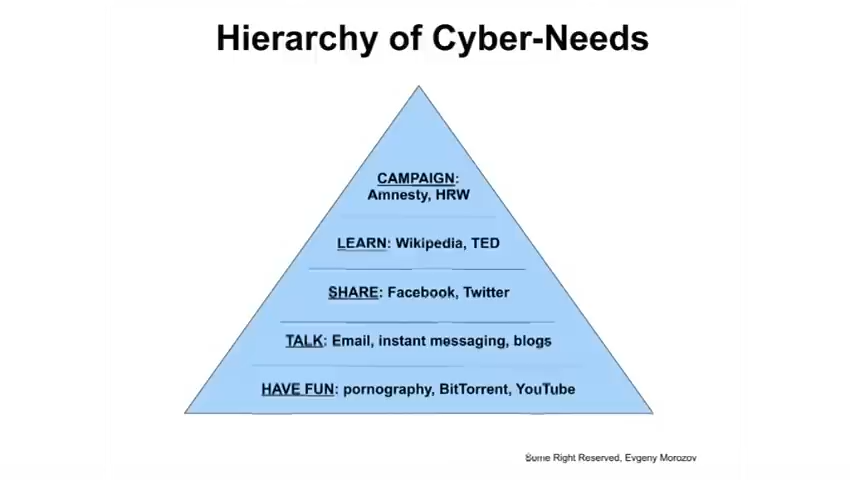 Hierarchy of Cyber-Needs
CAMPAIGN:
Amnesty, HRW
LEARN: Wikipedia, TED
SHARE: Facebook, Twitter
TALK: Email, instant messaging, blogs
HAVE FUN: pornography, BitTorrent, YouTube
Some Right Reserved, Evgeny Morozov